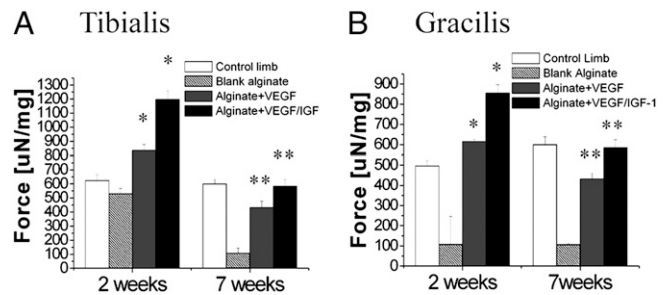 A Tibialis
Control limb
Blank alginate
Alginate+VEGF
Alginate+VEGF/IGF
Force [uN/mg]
1300
1200
1100
1000
900
800
700
600
500
400
300
200
100
0
*
*
**
**
2 weeks
7 weeks
B Gracilis
Control Limb
Blank Alginate
Alginate+VEGF
Alginate+VEGF/IGF-1
Force [uN/mg]
900
800
700
600
500
400
300
200
100
0
*
*
**
**
2 weeks
7weeks